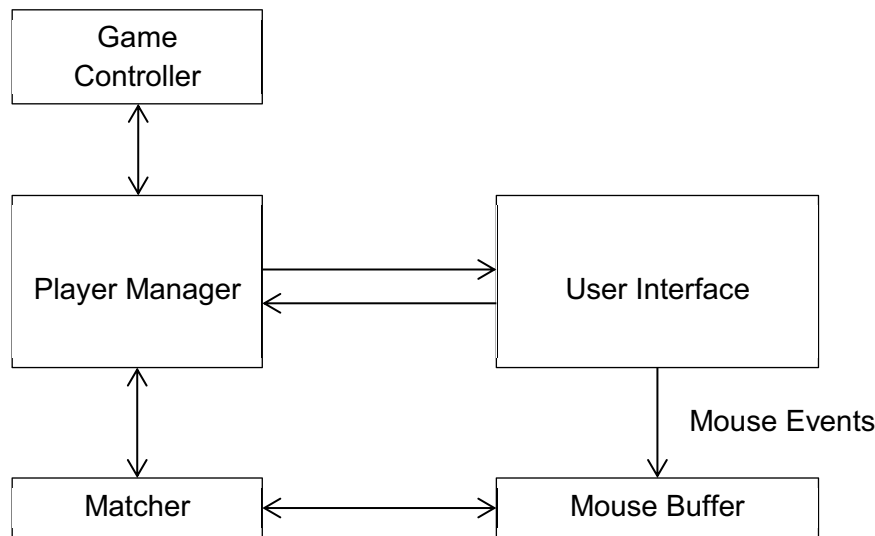 Game
Controller
Player Manager
User Interface
Mouse Events
Matcher
Mouse Buffer